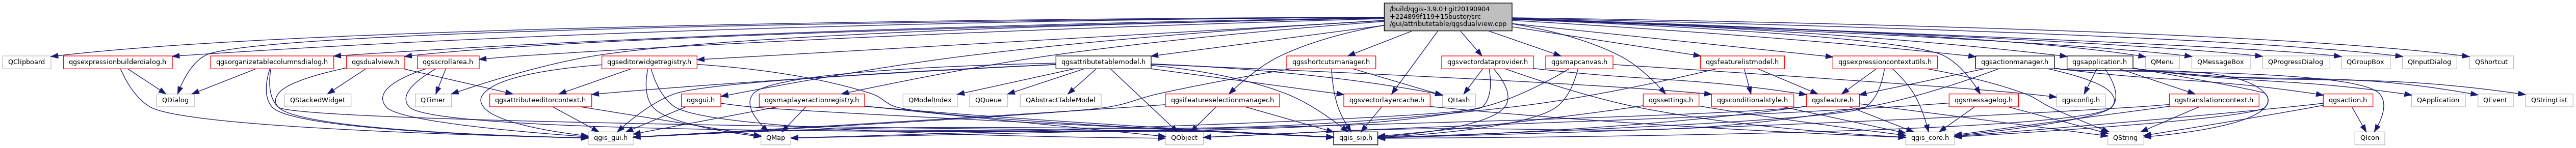 /build/qgis-3.9.0+git20190904
+224899f119+15buster/src
/gui/attributetable/qgsdualview.cpp
QClipboard
qgsexpressionbuilderdialog.h
qgsorganizetablecolumnsdialog.h
qgsdualview.h
qgsscrollarea.h
qgseditorwidgetregistry.h
qgsattributetablemodel.h
qgsshortcutsmanager.h
qgsvectordataprovider.h
qgsmapcanvas.h
qgsfeaturelistmodel.h
qgsexpressioncontextutils.h
qgsactionmanager.h
qgsapplication.h
QMenu
QMessageBox
QProgressDialog
QGroupBox
QInputDialog
QShortcut
QDialog
QStackedWidget
QTimer
qgsattributeeditorcontext.h
qgsgui.h
qgsmaplayeractionregistry.h
QModelIndex
QQueue
QAbstractTableModel
qgsifeatureselectionmanager.h
qgsvectorlayercache.h
QHash
qgssettings.h
qgsconditionalstyle.h
qgsfeature.h
qgsmessagelog.h
qgsconfig.h
qgstranslationcontext.h
qgsaction.h
QApplication
QEvent
QStringList
qgis_gui.h
QMap
QObject
qgis_sip.h
qgis_core.h
QString
QIcon